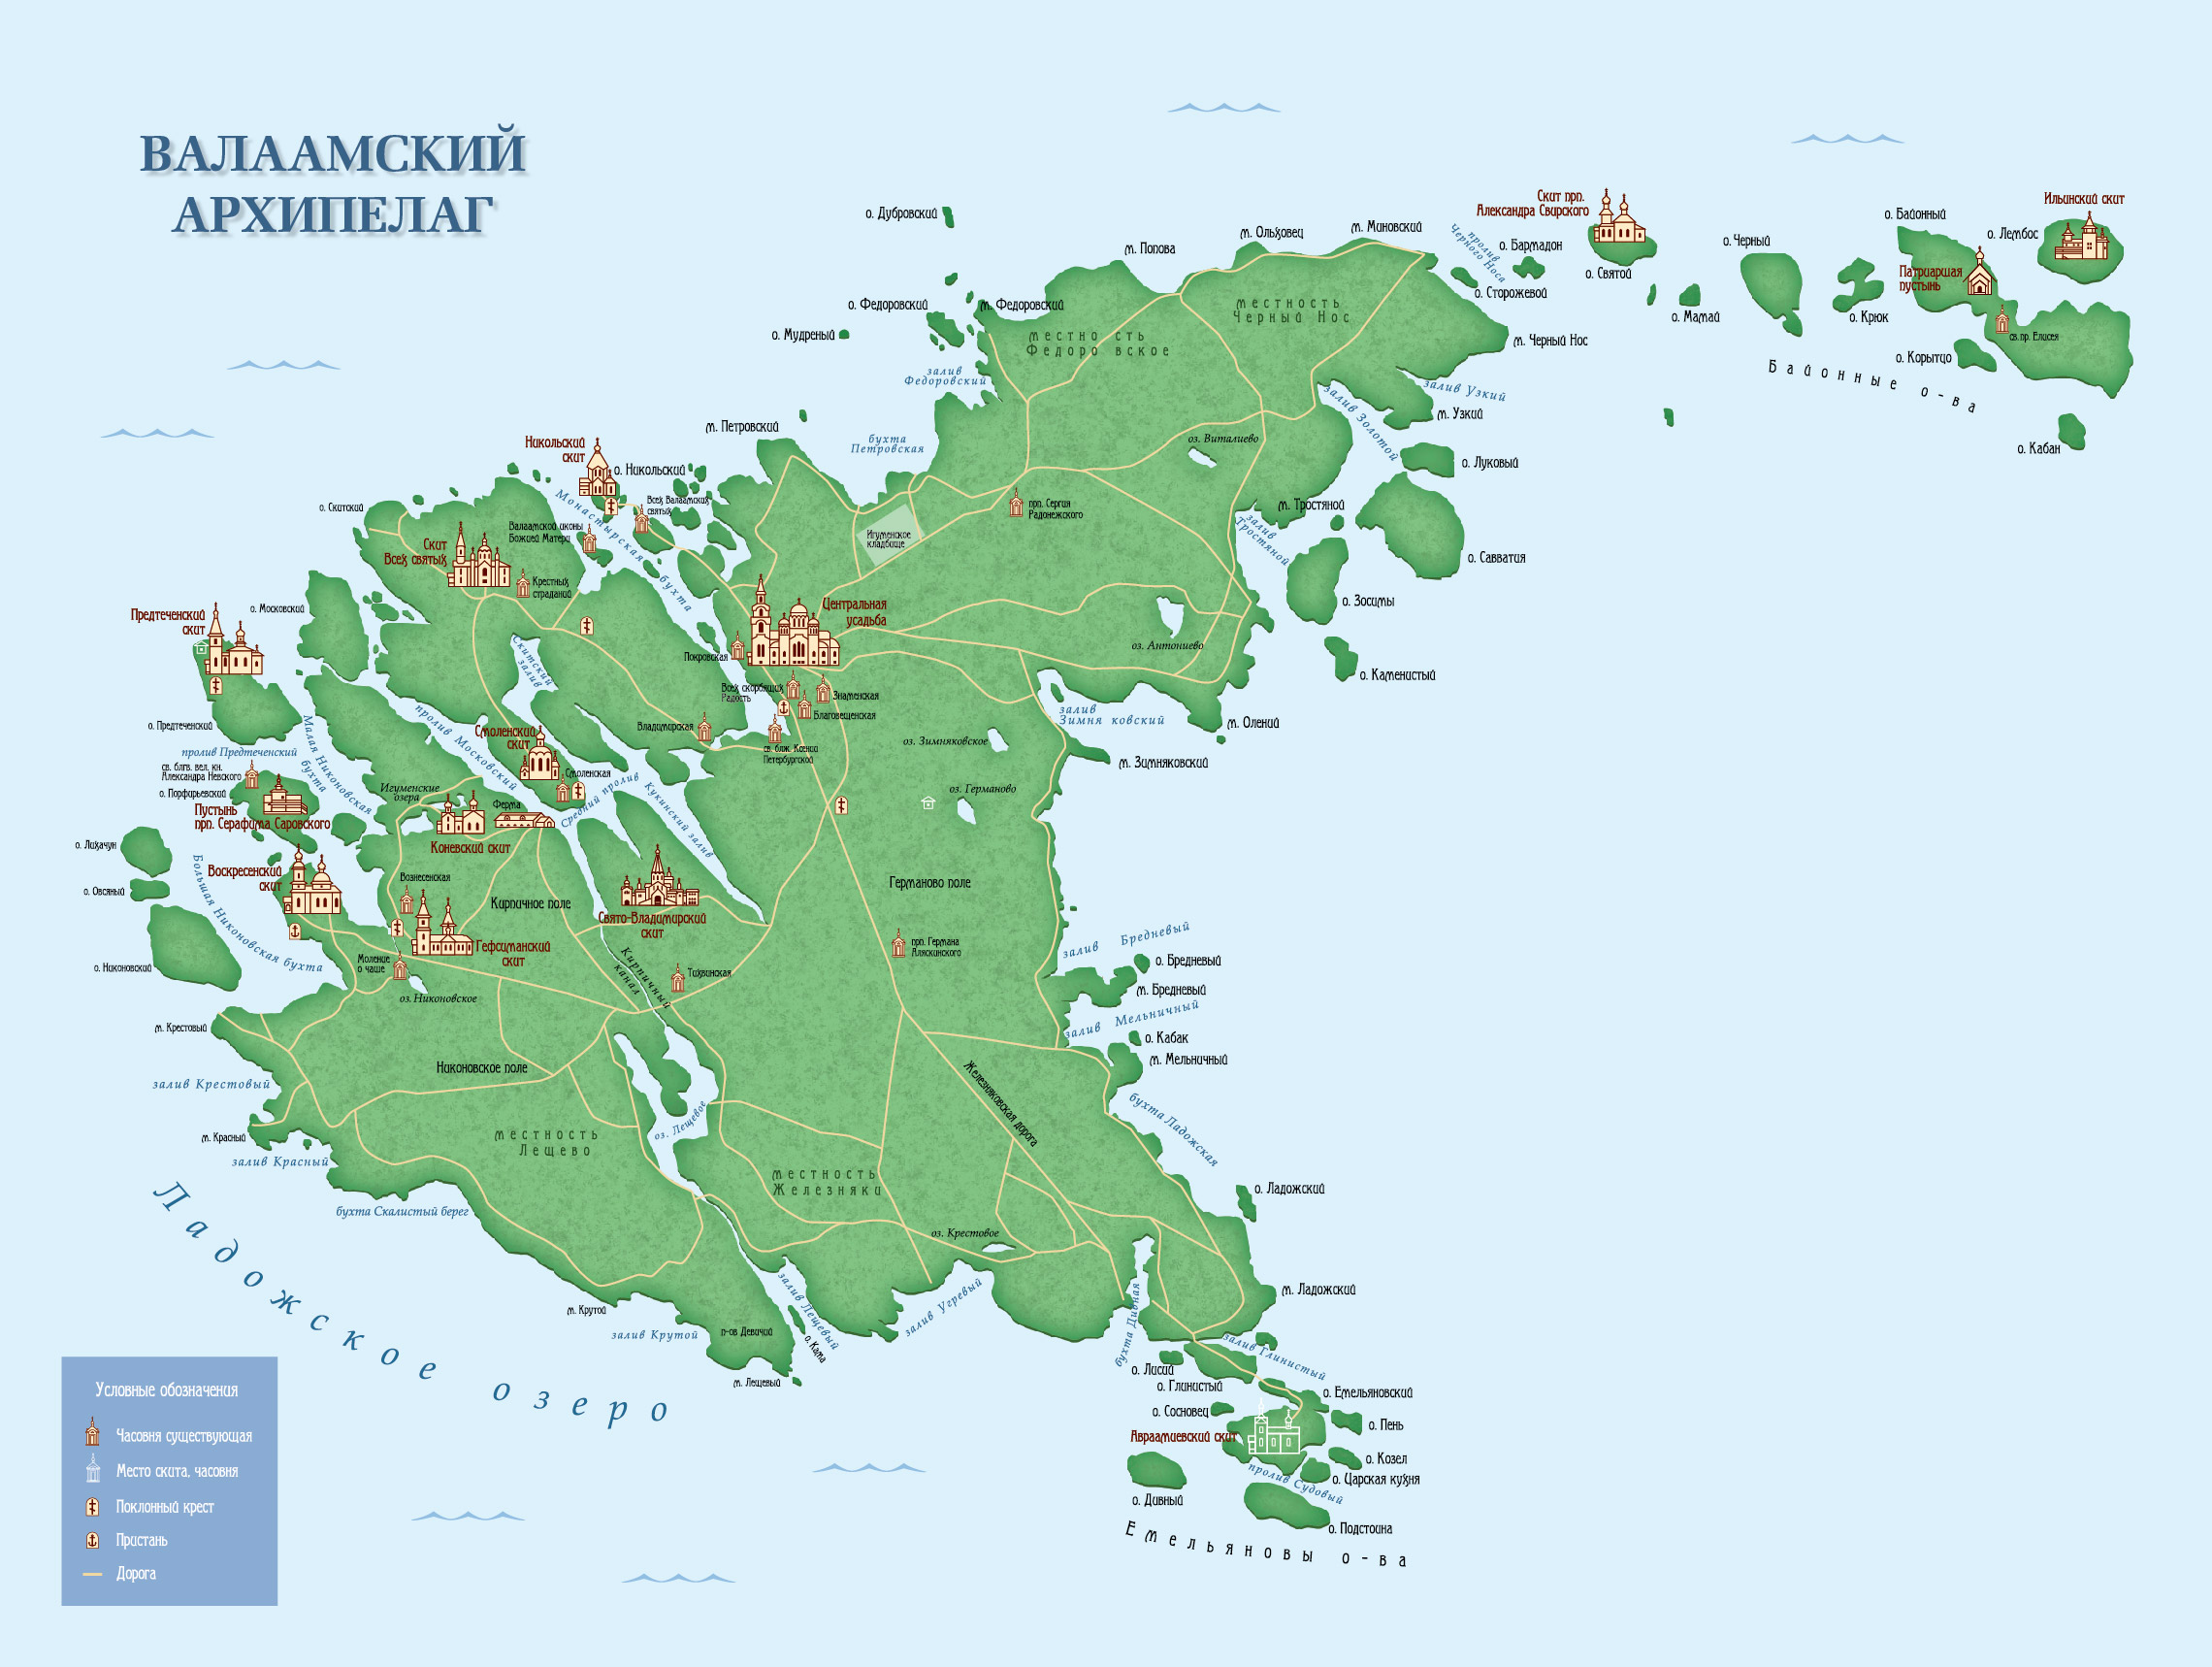 ВАЛААМСКИЙ
АРХИПЕЛАГ
о. Дубровский
м. Попова
м. Ольховец
м. Миновский
пролив
Черного Носа
Скит прп.
Александра Свирского
о. Бармадон
о. Святой
о. Сторожевой
о. Мамай
о. Черный
о. Крюк
о. Байонный
о. Лембос
Ильинский скит
Патриаршая
пустынь
св. пр. Елисея
о. Корытцо
Байонные о-ва
о. Кабан
о. Федоровский
м. Федоровский
о. Мудреный
местность
Федоровское
местность
Черный Нос
м. Черный Нос
залив
Федоровский
залив Узкий
м. Узкий
залив Золотой
о. Луковый
м. Петровский
бухта
Петровская
оз. Виталиево
Никольский
скит
о. Никольский
Всех Валаамских
святых
Монастырская бухта
Валаамской иконы
Божией Матери
о. Скитский
Скит
Всех святых
Крестных
страданий
Игуменское
кладбище
прп. Сергия
Радонежского
м. Тростяной
залив
Тростяной
о. Савватия
о. Зосимы
о. Каменистый
оз. Антониево
Центральная
усадьба
Покровская
Всех скорбящих
Радость
Знаменская
Благовещенская
св. блж. Ксении
Петербургской
Владимирская
Предтеченский
скит
о. Московский
о. Предтеченский
пролив Предтеченский
Малая Никоновская
бухта
Скитский
залив
пролив Московский
Смоленский
скит
Смоленская
залив
Зимняковский
м. Олений
м. Зимняковский
оз. Зимняковское
оз. Германово
св. блгв. вел. кн.
Александра Невского
о. Порфирьевский
Пустынь
прп. Серафима Саровского
Игуменские
озера
Ферма
Коневский скит
Средний пролив
Кукинский залив
о. Лихачун
о. Овсяный
о. Никоновский
Большая Никоновская бухта
Воскресенский
скит
Вознесенская
Кирпичное поле
Гефсиманский
скит
Моление
о чаше
оз. Никоновское
Свято-Владимирский
скит
Кирпичный
канал
Тихвинская
Германово поле
прп. Германа
Аляскинского
залив Бредневый
о. Бредневый
м. Бредневый
залив Мельничный
о. Кабак
м. Мельничный
м. Крестовый
залив Крестовый
Никоновское поле
м. Красный
залив Красный
местность
Лещево
оз. Лещевое
Железняковская дорога
бухта Ладожская
бухта Скалистый берег
местность
Железняки
оз. Крестовое
о. Ладожский
м. Ладожский
м. Крутой
залив Крутой
п-ов Девичий
м. Лещевый
залив Лещевый
о. Кама
залив Угревый
бухта Дивная
залив Глинистый
о. Лисий
о. Глинистый
о. Емельяновский
о. Сосновец
о. Пень
Авраамиевский скит
о. Козел
о. Царская кухня
пролив Судовый
о. Дивный
о. Подстоина
Емельяновы о-ва
Ладожское озеро
Условные обозначения
Часовня существующая
Место скита, часовня
Поклонный крест
Пристань
Дорога